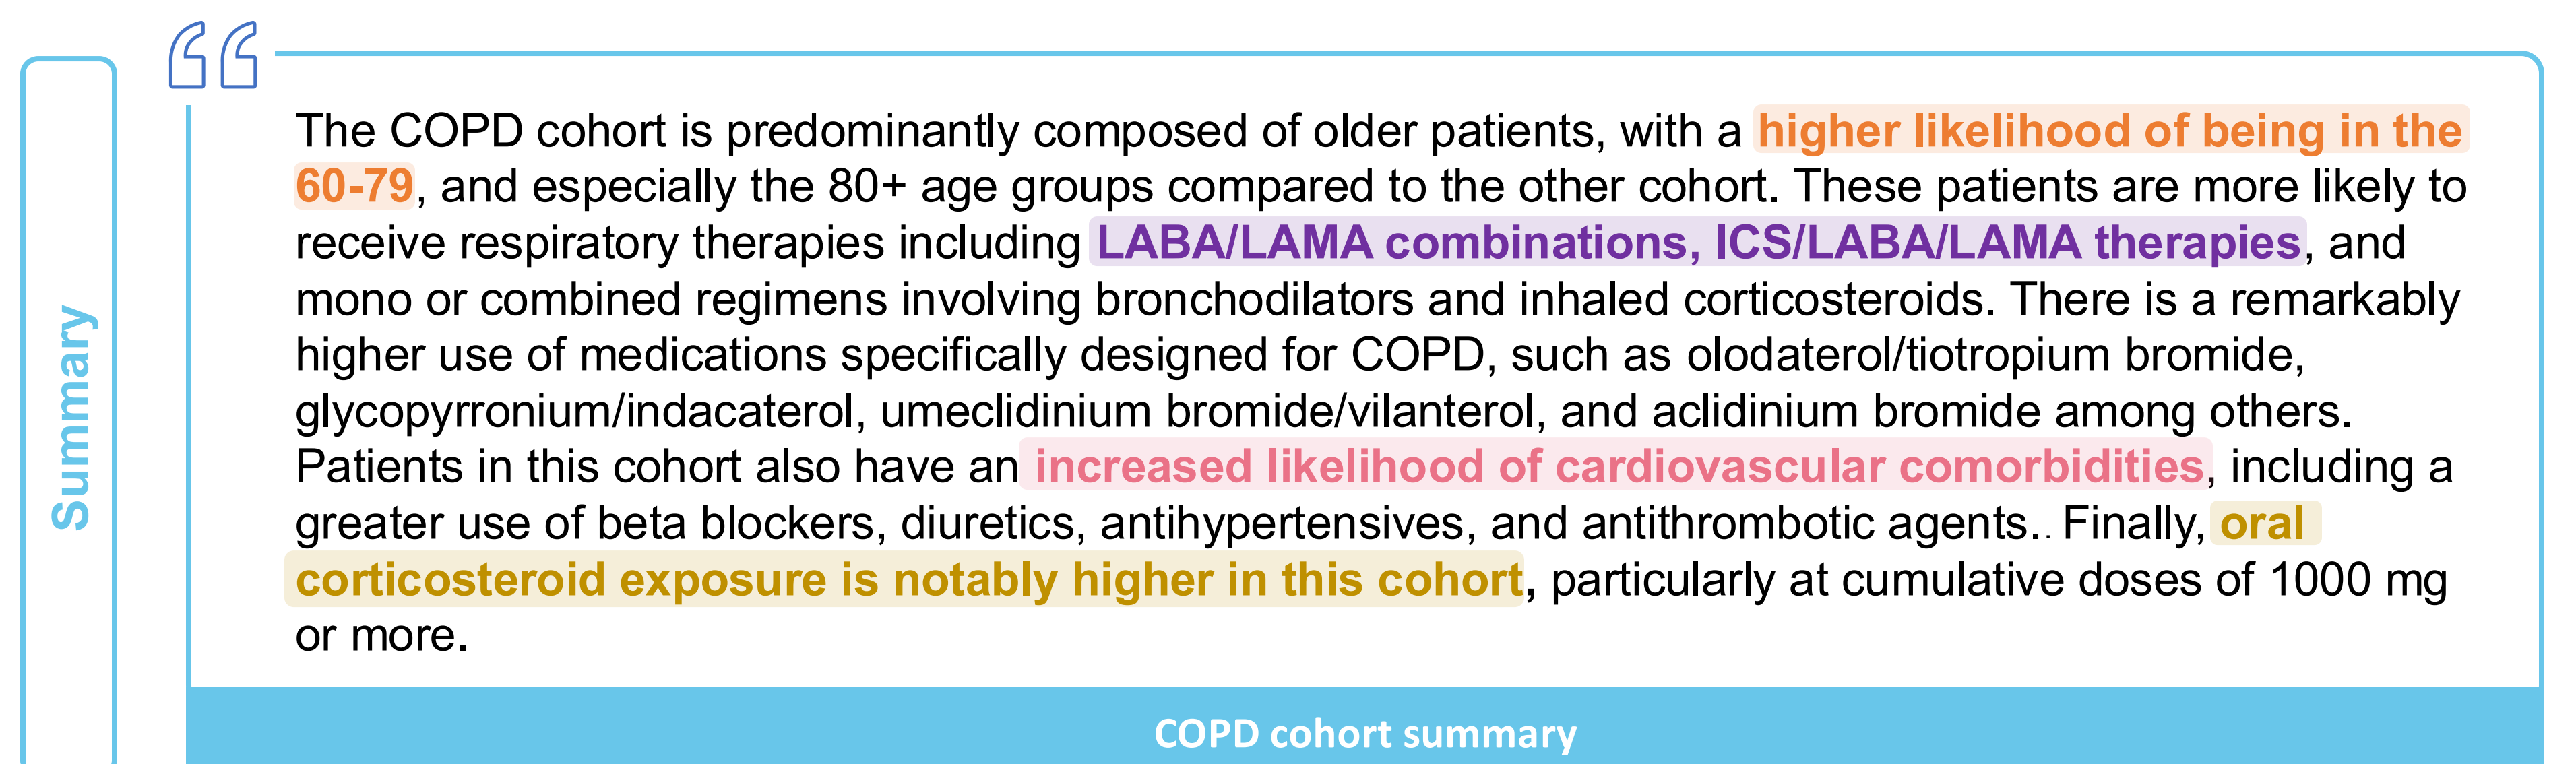 Summary
The COPD cohort is predominantly composed of older patients, with a higher likelihood of being in the
60-79, and especially the 80+ age groups compared to the other cohort. These patients are more likely to
receive respiratory therapies including LABA/LAMA combinations, ICS/LABA/LAMA therapies, and
mono or combined regimens involving bronchodilators and inhaled corticosteroids. There is a remarkably
higher use of medications specifically designed for COPD, such as olodaterol/tiotropium bromide,
glycopyrronium/indacaterol, umeclidinium bromide/vilanterol, and aclidinium bromide among others.
Patients in this cohort also have an increased likelihood of cardiovascular comorbidities, including a
greater use of beta blockers, diuretics, antihypertensives, and antithrombotic agents.. Finally, oral
corticosteroid exposure is notably higher in this cohort, particularly at cumulative doses of 1000 mg
or more.
COPD cohort summary